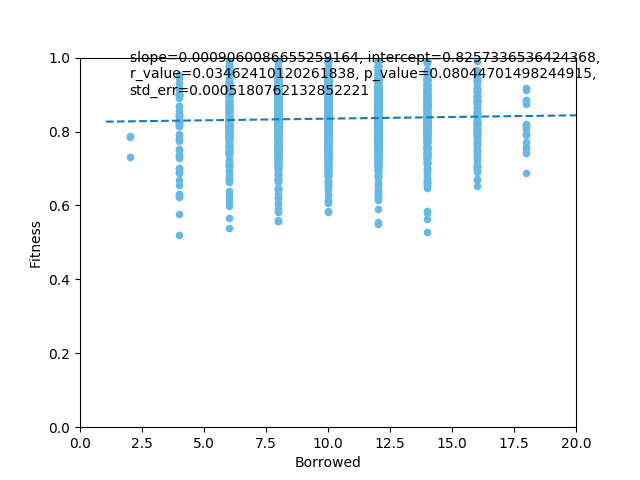 slope=0.0009060086655259164, intercept=0.8257336536424368,
r_value=0.03462410120261838, p_value=0.08044701498244915,
std_err=0.0005180762132852221
1.0
0.8
0.6
0.4
0.2
0.0
Fitness
0.0 2.5 5.0 7.5 10.0 12.5 15.0 17.5 20.0
Borrowed